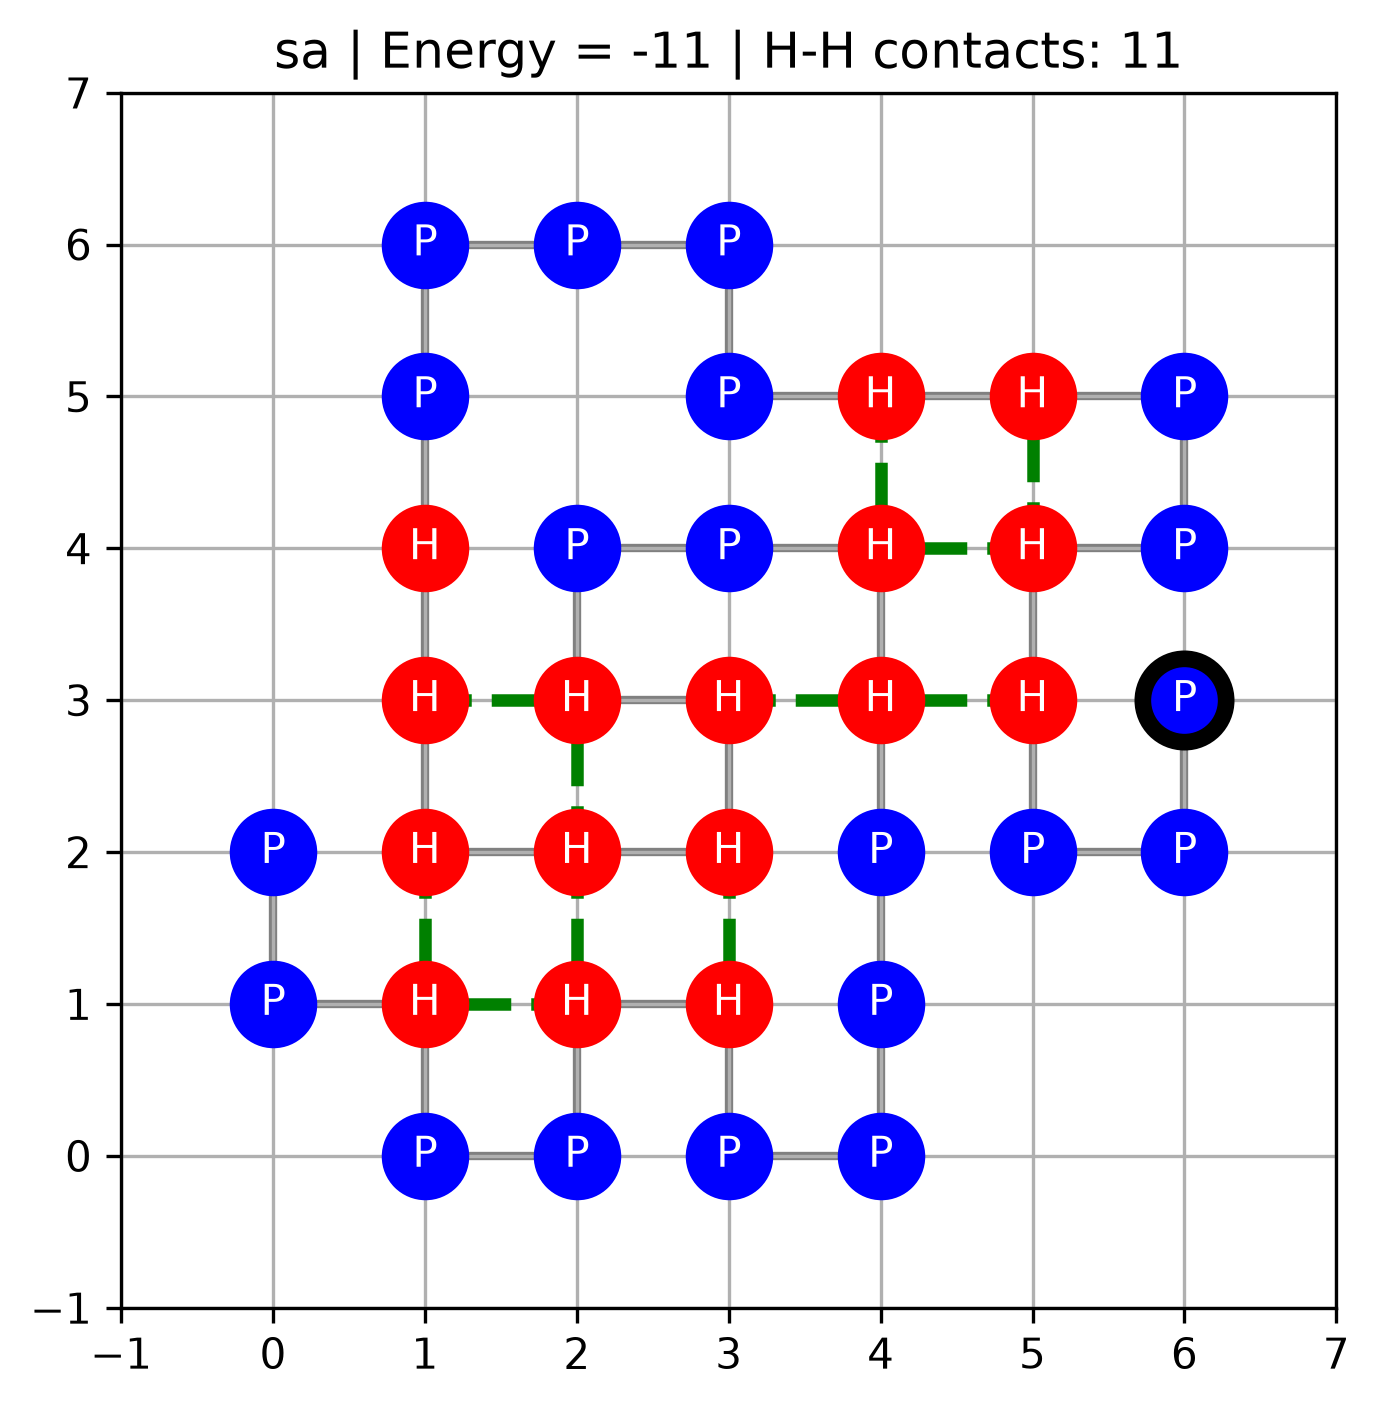 sa | Energy = -11 | H-H contacts: 11
7
6 P P P
5 P P H H P
4 H P P H H P
3 H H H H H P
2 P H H H P P P
1 P H H H P
0 P P P P
−1
−1 0 1 2 3 4 5 6 7